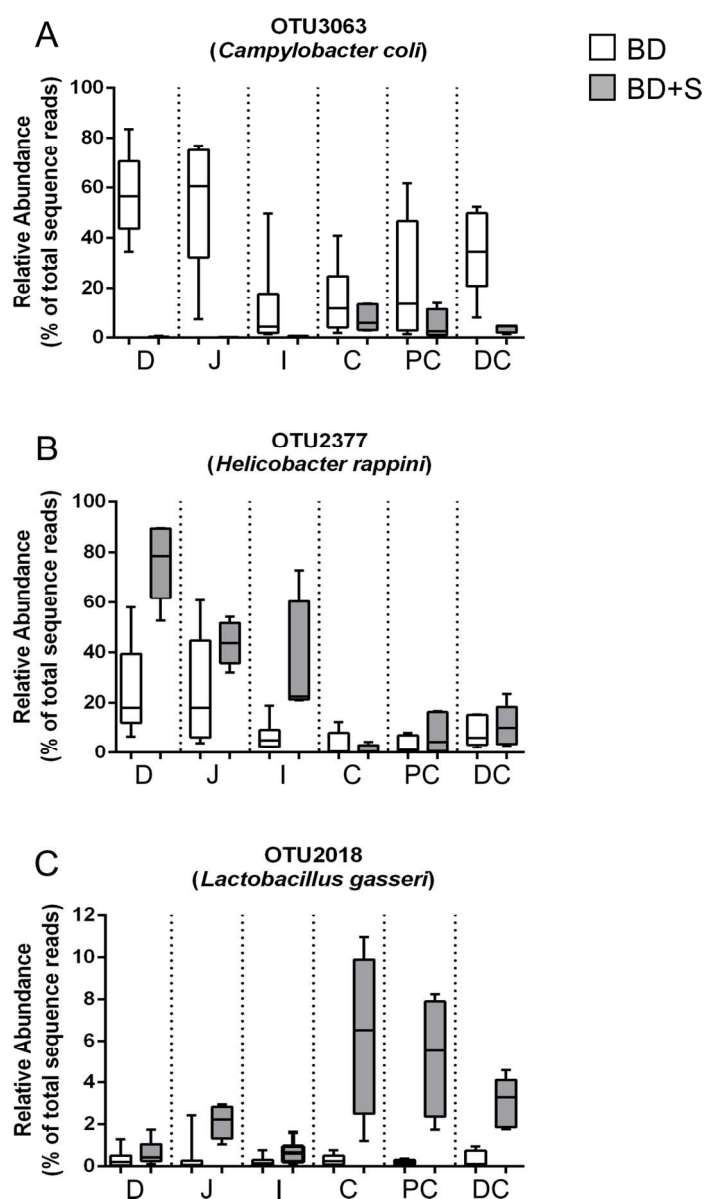 A
OTU3063
(Campylobacter coli)
BD
BD+S
Relative Abundance
(% of total sequence reads)
100
80
60
40
20
0
D J I C PC DC
B
OTU2377
(Helicobacter rappini)
Relative Abundance
(% of total sequence reads)
100
80
60
40
20
0
D J I C PC DC
C
OTU2018
(Lactobacillus gasseri)
Relative Abundance
(% of total sequence reads)
12
10
8
6
4
2
0
D J I C PC DC